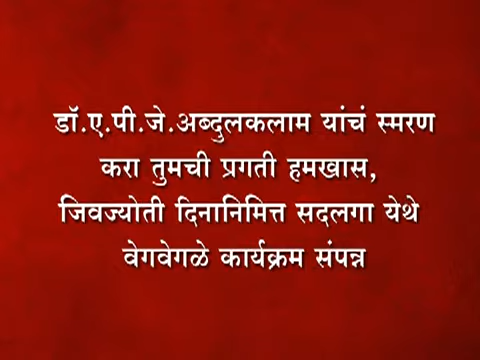 डॉ.ए.पी.जे.अब्दुलकलाम यांचं स्मरण
करा तुमची प्रगती हमखास,
जिवज्योती दिनानिमित्त सदलगा येथे
वेगवेगळे कार्यक्रम संपन्न